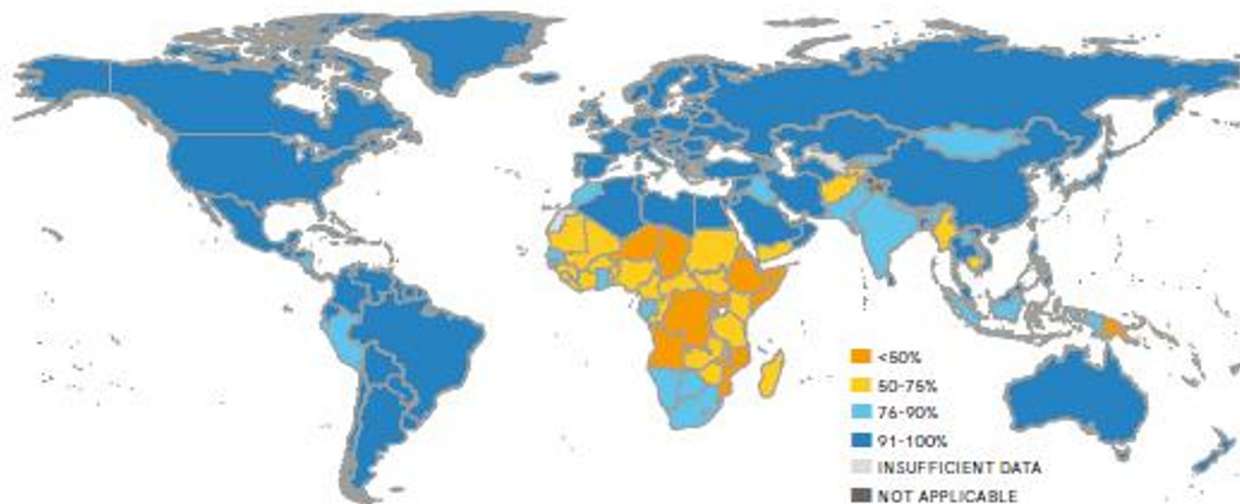 <50%
50-75%
76-90%
91-100%
INSUFFICIENT DATA
NOT APPLICABLE